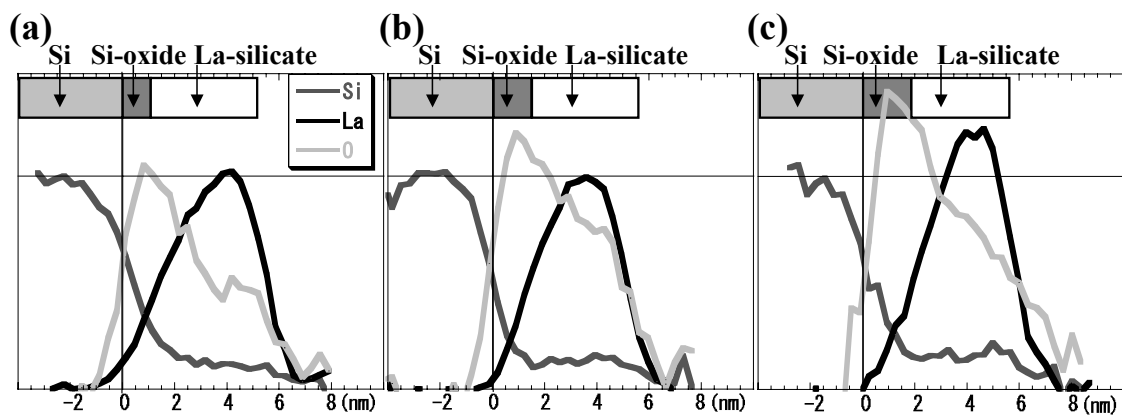 (a) (b) (c)
Si Si-oxide La-silicate Si Si-oxide La-silicate Si Si-oxide La-silicate
Si
La
O
-2 0 2 4 6 8 (nm) -2 0 2 4 6 8 (nm) -2 0 2 4 6 8 (nm)